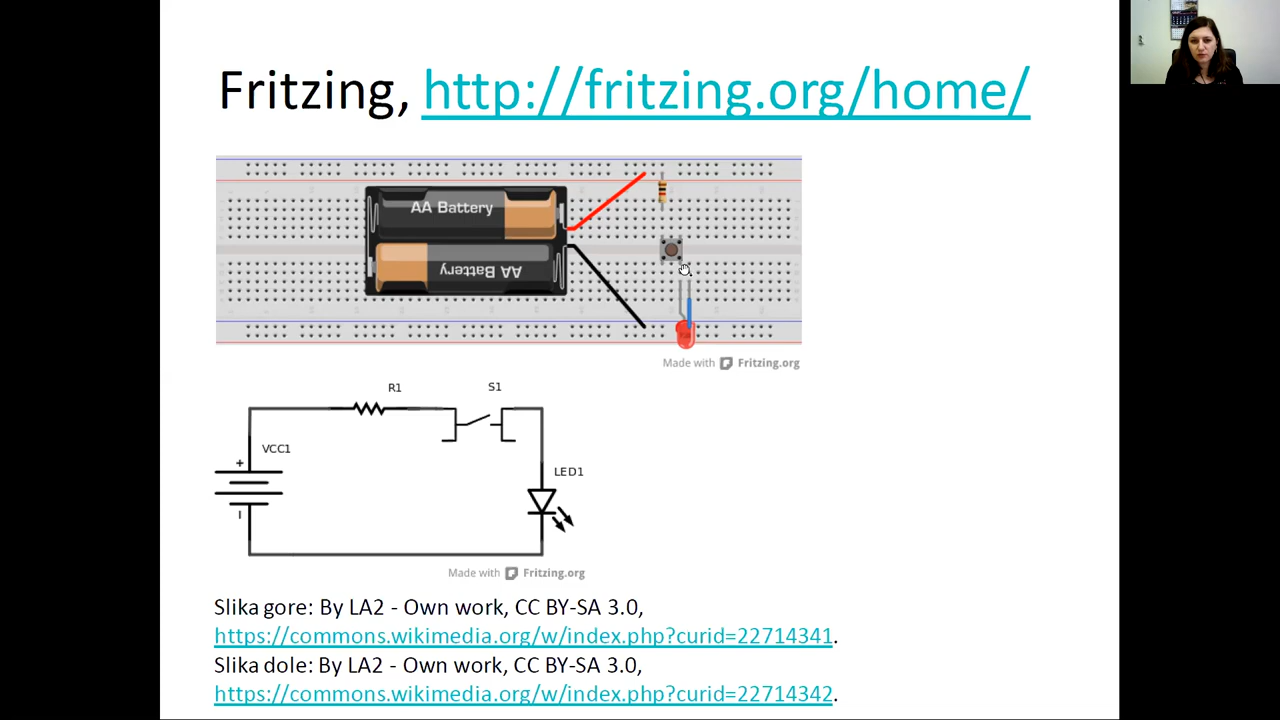 Fritzing, http://fritzing.org/home/
AA Battery
AA Battery
Made with Fritzing.org
R1
S1
VCC1
+
LED1
Made with Fritzing.org
Slika gore: By LA2 - Own work, CC BY-SA 3.0,
https://commons.wikimedia.org/w/index.php?curid=22714341.
Slika dole: By LA2 - Own work, CC BY-SA 3.0,
https://commons.wikimedia.org/w/index.php?curid=22714342.